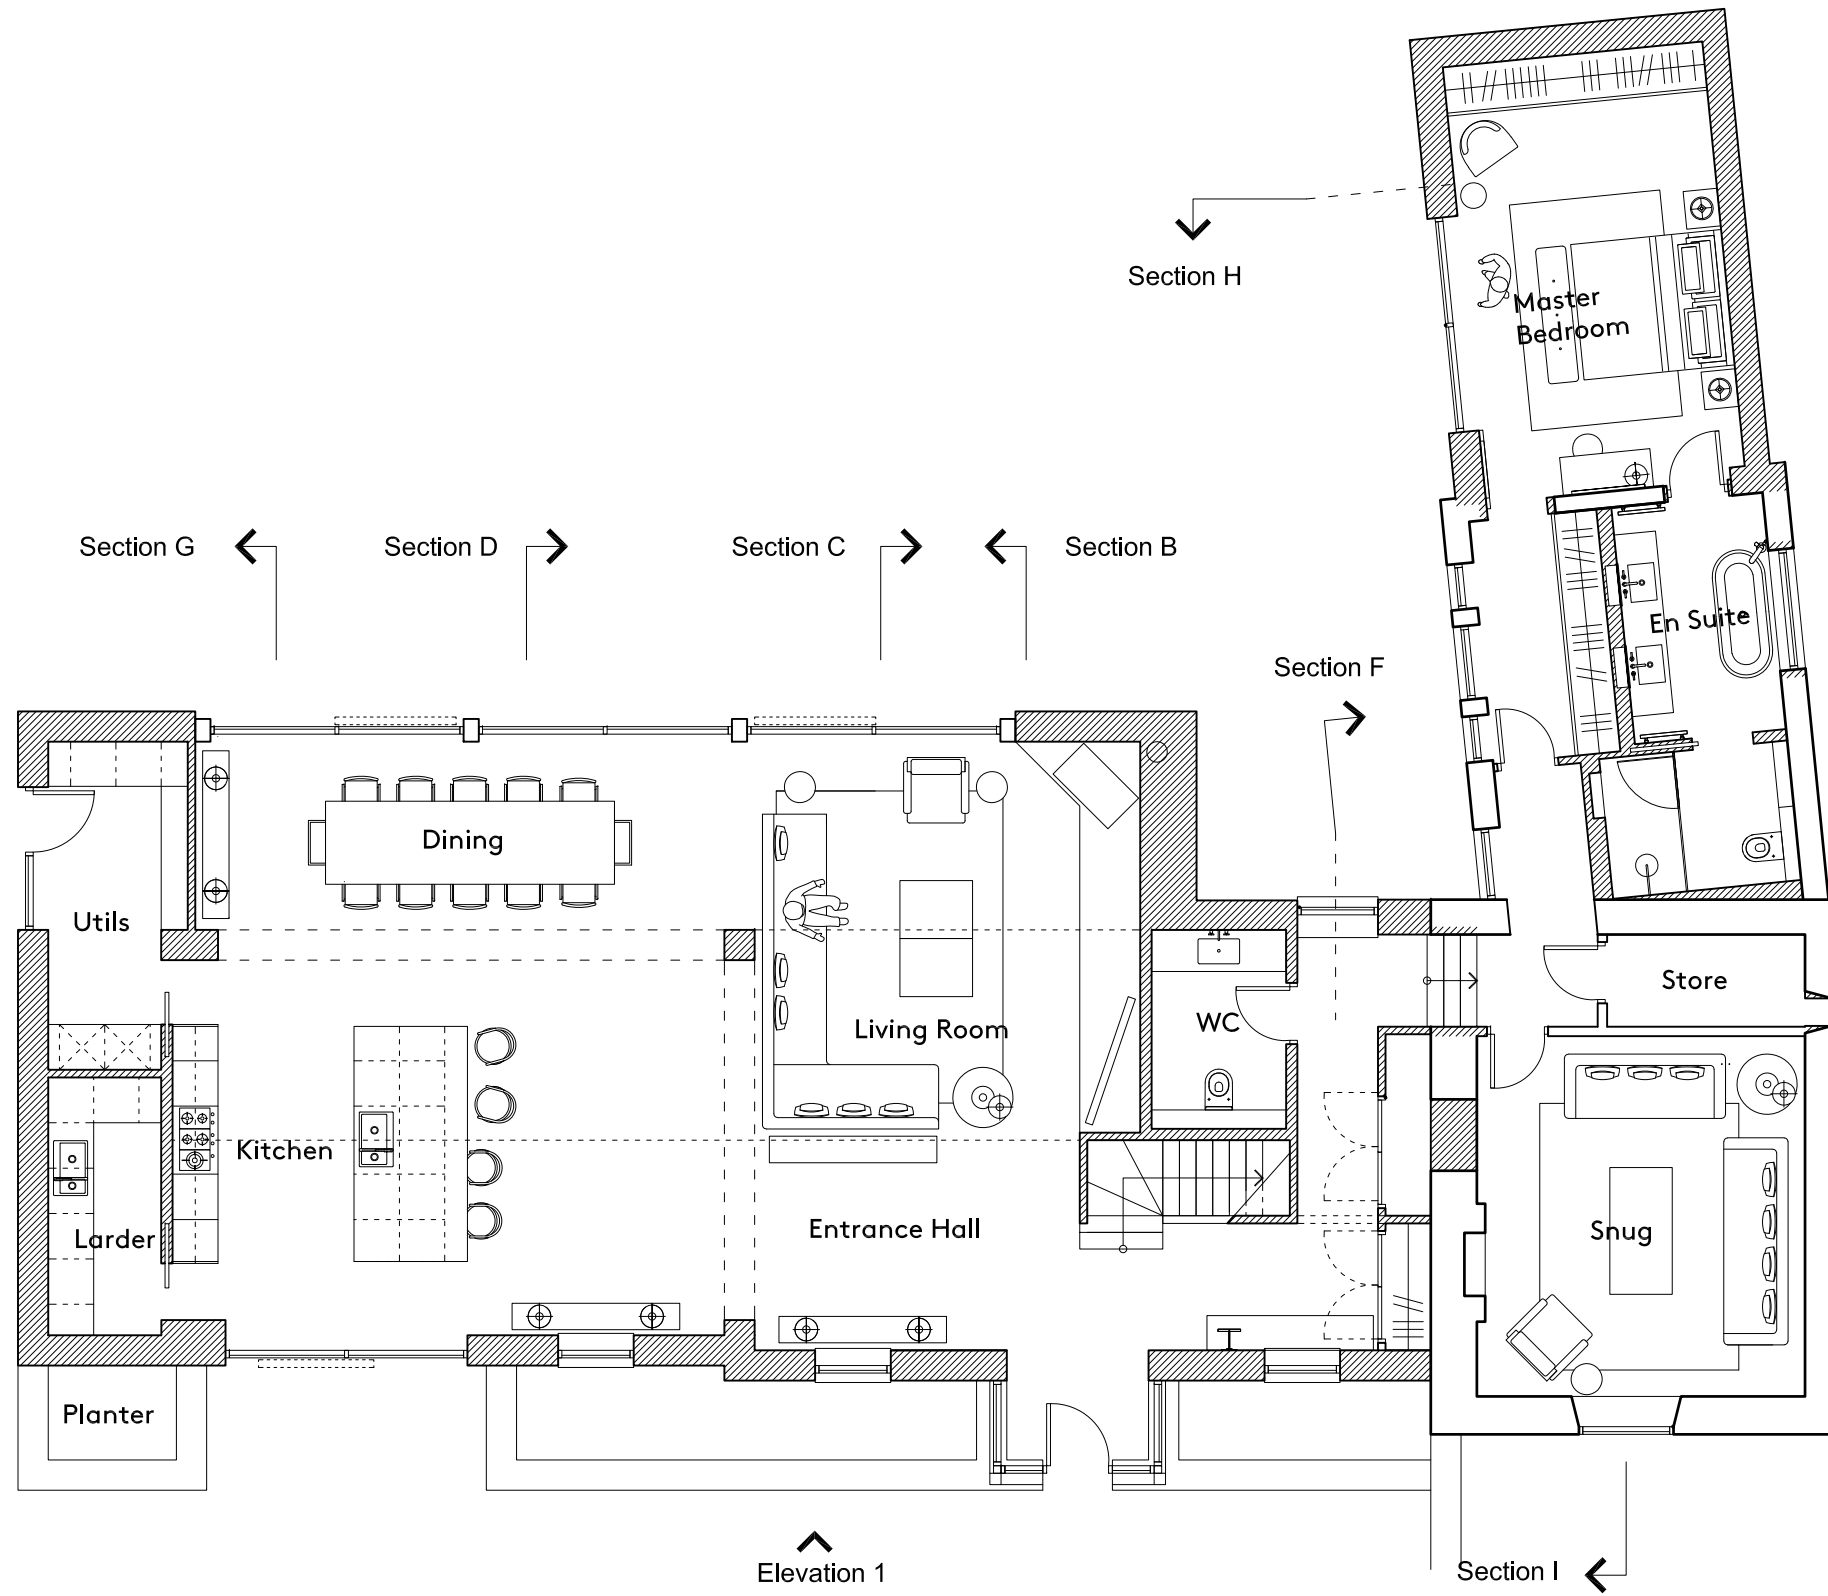 Section H
Master
Bedroom
Section G
Section D
Section C
Section B
En Suite
Section F
Dining
Utils
Store
WC
Living Room
Kitchen
Larder
Entrance Hall
Snug
Planter
Elevation 1
Section I